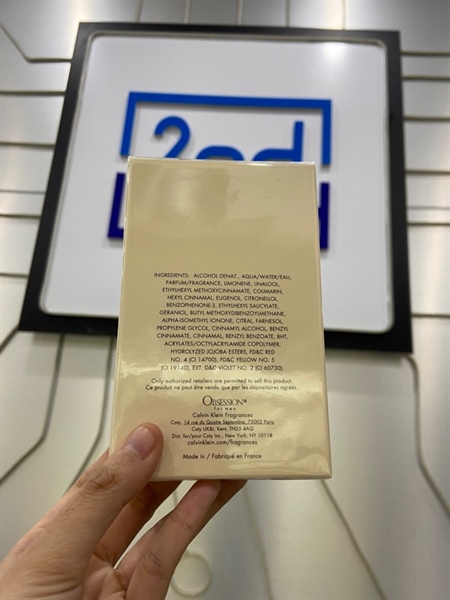 2nd
INGREDIENTS: ALCOHOL DENAT., AQUA/WATER/EAU,
PARFUM/FRAGRANCE, LIMONENE, LINALOOL,
ETHYLHEXYL METHOXYCINNAMATE, COUMARIN,
HEXYL CINNAMAL, EUGENOL, CITRONELLOL,
BENZOPHENONE-3, ETHYLHEXYL SALICYLATE,
GERANIOL, BUTYL METHOXYDIBENZOYLMETHANE,
ALPHA-ISOMETHYL IONONE, CITRAL, FARNESOL,
PROPYLENE GLYCOL, CINNAMYL ALCOHOL, BENZYL
CINNAMATE, CINNAMAL, BENZYL BENZOATE, BHT,
ACRYLATES/OCTYLACRYLAMIDE COPOLYMER,
HYDROLYZED JOJOBA ESTERS, FD&C RED
NO. 4 (CI 14700), FD&C YELLOW NO. 5
(CI 19140), EXT. D&C VIOLET NO. 2 (CI 60730).
Only authorized retailers are permitted to sell this product.
Ce produit ne peut être vendu que par les dépositaires agréés.
OBSESSION®
for men
Calvin Klein Fragrances
Coty, 14 rue du Quatre Septembre, 75002 Paris
Coty UK&I, Kent, TN25 4AQ
Dist. for/pour Coty Inc., New York, NY 10118
calvinklein.com/fragrances
Made in / Fabriqué en France